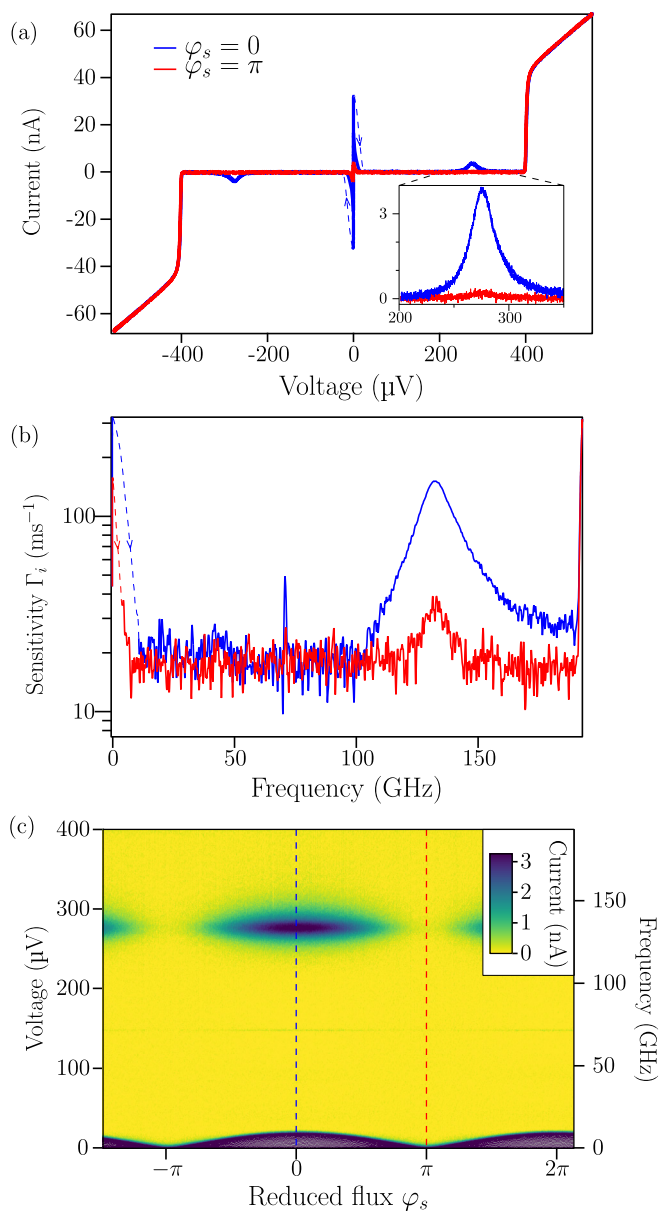 (a)
φₛ = 0
φₛ = π
Current (nA)
60
40
20
0
-20
-40
-60
3
0
200
300
-400
-200
0
200
400
Voltage (µV)
(b)
Sensitivity Γᵢ (ms⁻¹)
100
10
0
50
100
150
Frequency (GHz)
(c)
Voltage (µV)
400
300
200
100
0
3
2
1
0
Current (nA)
150
100
50
0
Frequency (GHz)
−π
0
π
2π
Reduced flux φₛ